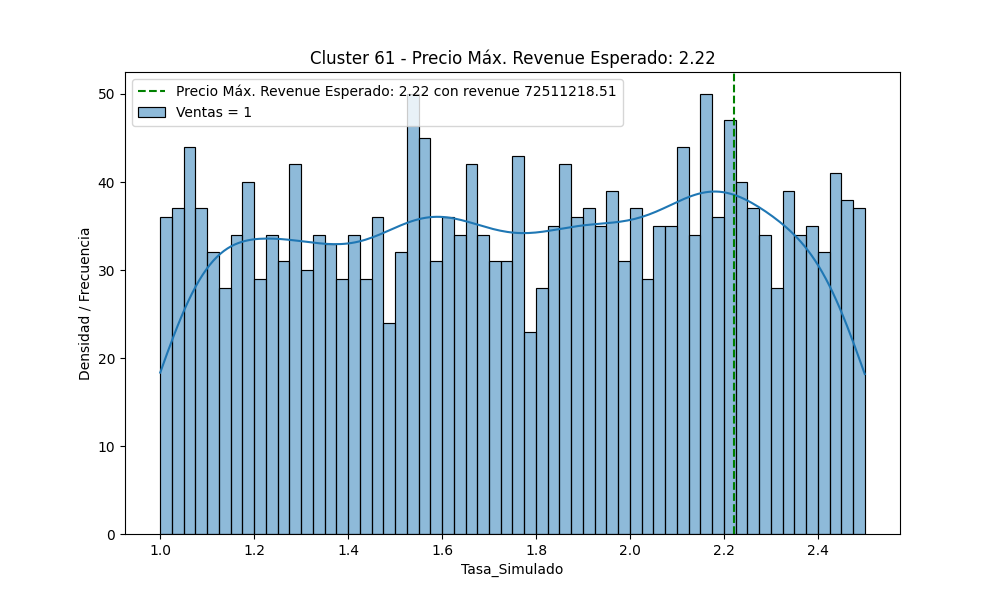 Cluster 61 - Precio Máx. Revenue Esperado: 2.22
Precio Máx. Revenue Esperado: 2.22 con revenue 72511218.51
Ventas = 1
Densidad / Frecuencia
50
40
30
20
10
0
1.0 1.2 1.4 1.6 1.8 2.0 2.2 2.4
Tasa_Simulado